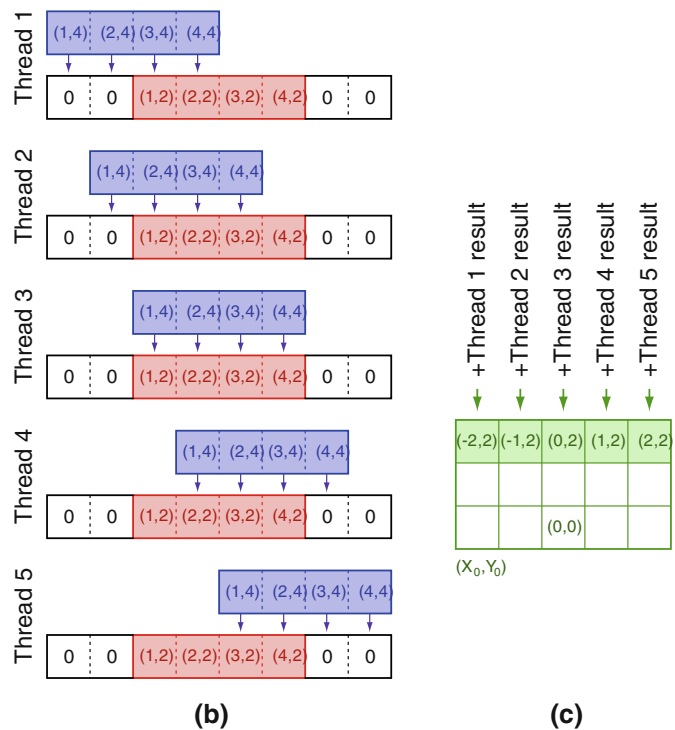 Thread 1
(1,4) (2,4) (3,4) (4,4)
0 0 (1,2) (2,2) (3,2) (4,2) 0 0
Thread 2
(1,4) (2,4) (3,4) (4,4)
0 0 (1,2) (2,2) (3,2) (4,2) 0 0
Thread 3
(1,4) (2,4) (3,4) (4,4)
0 0 (1,2) (2,2) (3,2) (4,2) 0 0
Thread 4
(1,4) (2,4) (3,4) (4,4)
0 0 (1,2) (2,2) (3,2) (4,2) 0 0
Thread 5
(1,4) (2,4) (3,4) (4,4)
0 0 (1,2) (2,2) (3,2) (4,2) 0 0
(b)
+Thread 1 result
+Thread 2 result
+Thread 3 result
+Thread 4 result
+Thread 5 result
(-2,2) (-1,2) (0,2) (1,2) (2,2)
(0,0)
(X₀,Y₀)
(c)